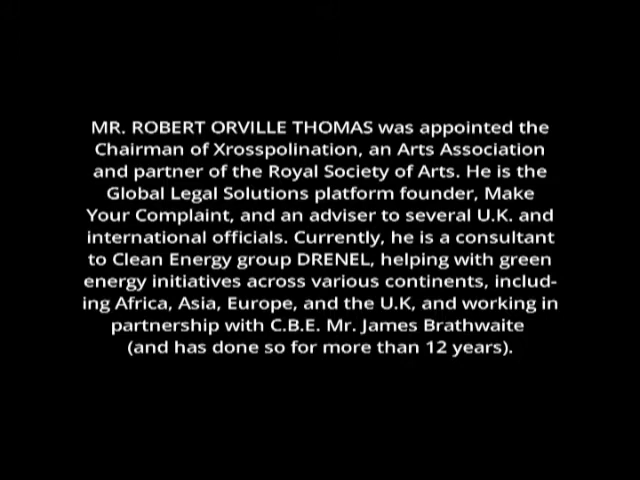 MR. ROBERT ORVILLE THOMAS was appointed the
Chairman of Xrosspolination, an Arts Association
and partner of the Royal Society of Arts. He is the
Global Legal Solutions platform founder, Make
Your Complaint, and an adviser to several U.K. and
international officials. Currently, he is a consultant
to Clean Energy group DRENEL, helping with green
energy initiatives across various continents, includ-
ing Africa, Asia, Europe, and the U.K, and working in
partnership with C.B.E. Mr. James Brathwaite
(and has done so for more than 12 years).